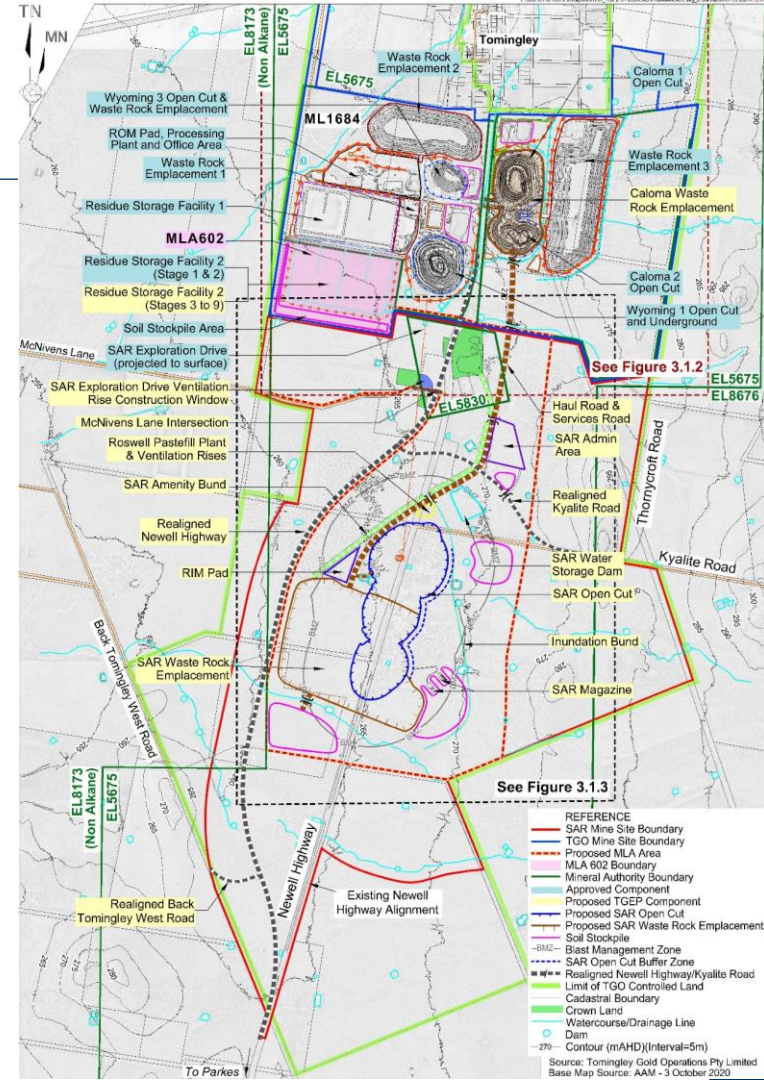 TN
MN
EL8173
(Non Alkane)
EL5675
Tomingley
Waste Rock
Emplacement 2
Caloma 1
Open Cut
EL5675
Wyoming 3 Open Cut &
Waste Rock Emplacement
ML1684
ROM Pad, Processing
Plant and Office Area
Waste Rock
Emplacement 3
Waste Rock
Emplacement 1
Caloma Waste
Rock Emplacement
Residue Storage Facility 1
MLA602
Residue Storage Facility 2
(Stage 1 & 2)
Caloma 2
Open Cut
Residue Storage Facility 2
(Stages 3 to 9)
Wyoming 1 Open Cut
and Underground
Soil Stockpile Area
McNivens Lane
SAR Exploration Drive
(projected to surface)
See Figure 3.1.2
EL5675
EL8676
SAR Exploration Drive Ventilation
Rise Construction Window
EL5830
Haul Road &
Services Road
McNivens Lane Intersection
SAR Admin
Area
Roswell Pastefill Plant
& Ventilation Rises
Thornycroft Road
SAR Amenity Bund
Realigned
Kyalite Road
Realigned
Newell Highway
Kyalite Road
SAR Water
Storage Dam
RIM Pad
SAR Open Cut
Back Tomingley West Road
Inundation Bund
SAR Waste Rock
Emplacement
SAR Magazine
EL8173
(Non Alkane)
EL5675
See Figure 3.1.3
Newell Highway
Existing Newell
Highway Alignment
Realigned Back
Tomingley West Road
To Parkes
REFERENCE
SAR Mine Site Boundary
TGO Mine Site Boundary
Proposed MLA Area
MLA 602 Boundary
Mineral Authority Boundary
Approved Component
Proposed TGEP Component
Proposed SAR Open Cut
Proposed SAR Waste Rock Emplacement
Soil Stockpile
BMZ Blast Management Zone
SAR Open Cut Buffer Zone
Realigned Newell Highway/Kyalite Road
Limit of TGO Controlled Land
Cadastral Boundary
Crown Land
Watercourse/Drainage Line
Dam
270 Contour (mAHD)(Interval=5m)
Source: Tomingley Gold Operations Pty Limited
Base Map Source: AAM - 3 October 2020